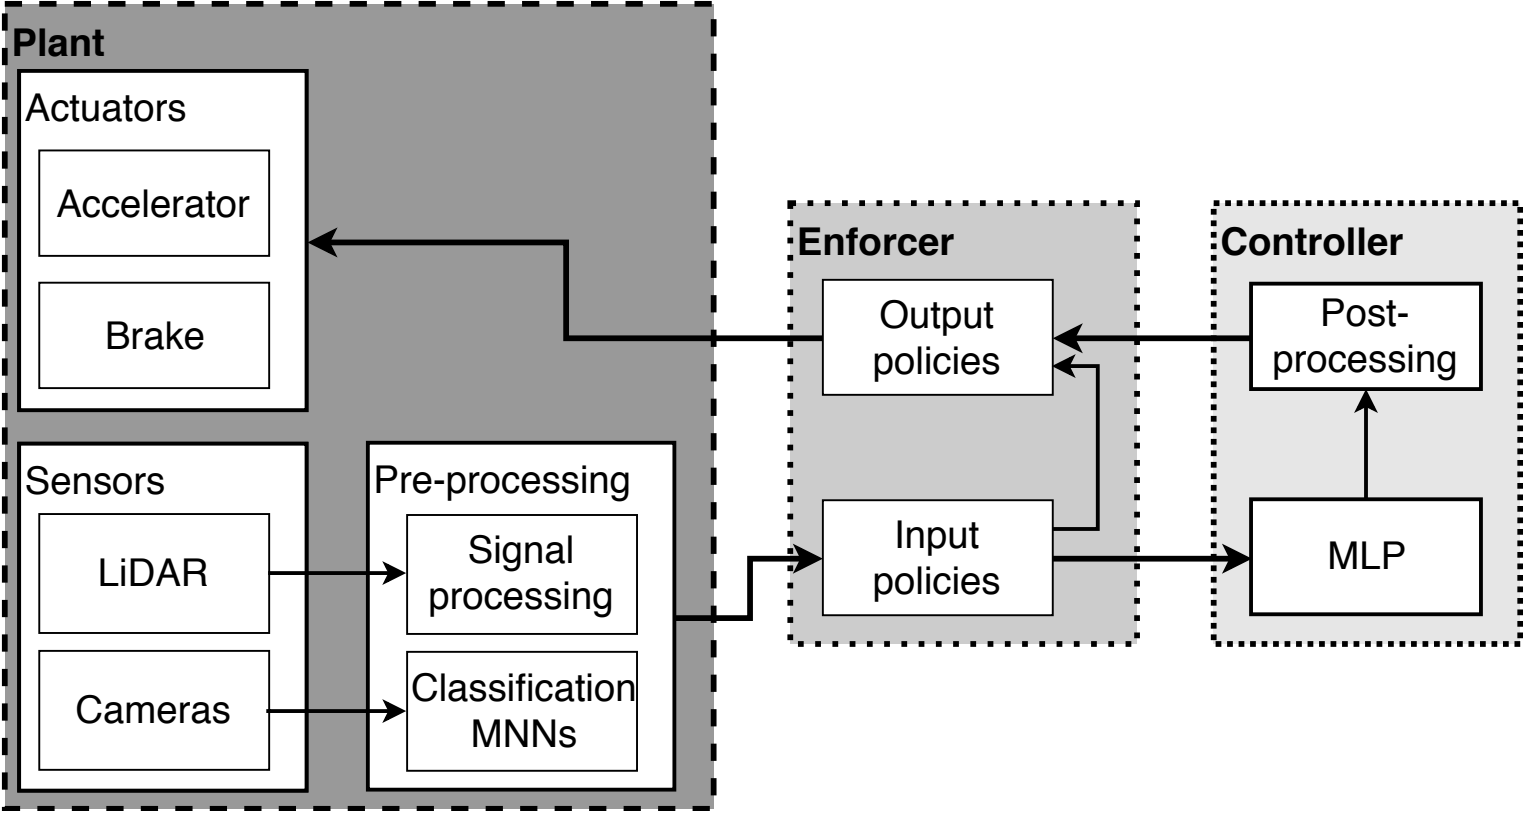 Plant
Actuators
Accelerator
Brake
Sensors
LiDAR
Cameras
Pre-processing
Signal
processing
Classification
MNNs
Enforcer
Output
policies
Input
policies
Controller
Post-
processing
MLP